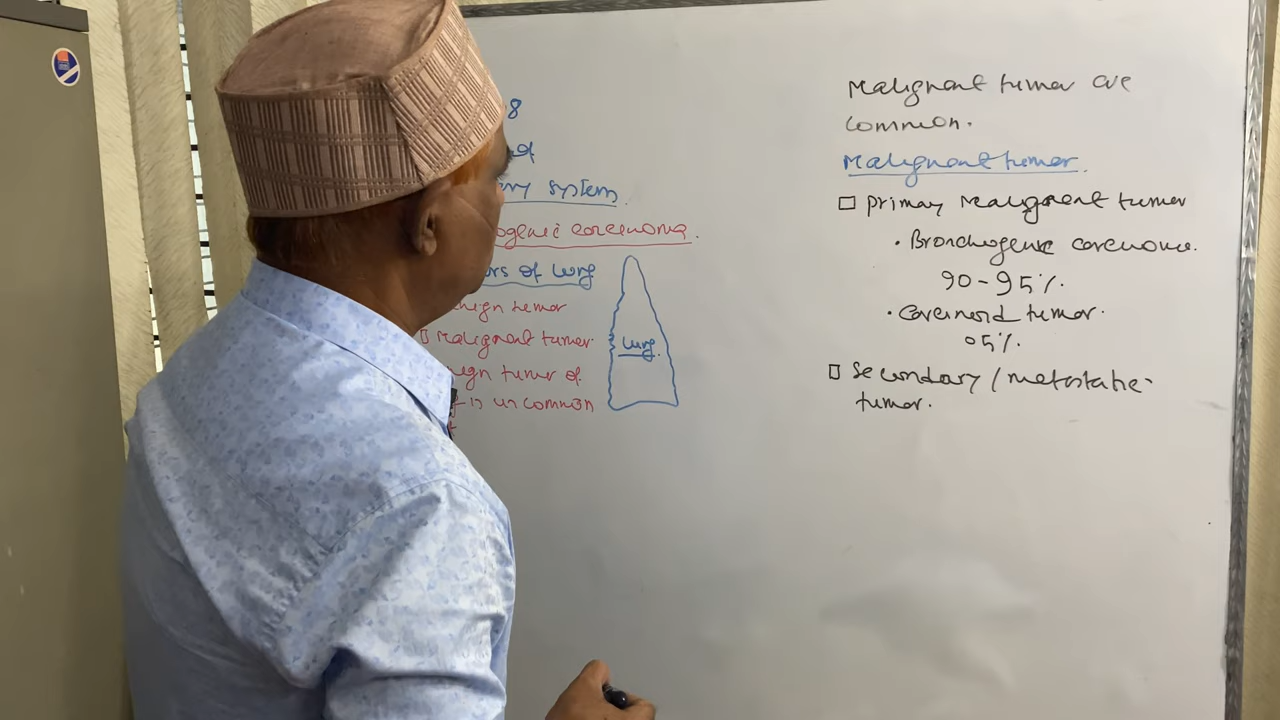 8
system
carcinoma
of lung
tumor
Malignant tumor
tumor of
uncommon
Lung
Malignant tumor are
common.
Malignant tumor
Primary Malignant tumor
• Bronchogenic carcinoma.
90-95%.
• Carcinoid tumor.
05%.
Secondary / metastatic
tumor.